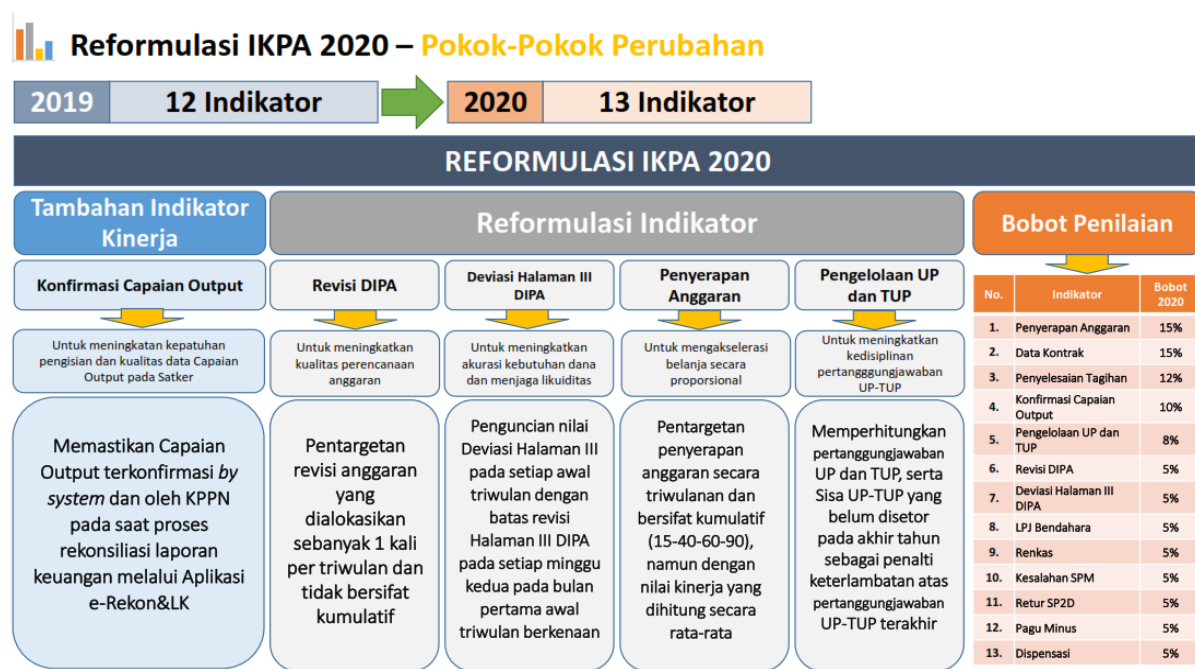 Reformulasi IKPA 2020 – Pokok-Pokok Perubahan
2019
12 Indikator
2020
13 Indikator
REFORMULASI IKPA 2020
Tambahan Indikator
Kinerja
Konfirmasi Capaian Output
Untuk meningkatan kepatuhan
pengisian dan kualitas data Capaian
Output pada Satker
Memastikan Capaian
Output terkonfirmasi by
system dan oleh KPPN
pada saat proses
rekonsiliasi laporan
keuangan melalui Aplikasi
e-Rekon&LK
Reformulasi Indikator
Revisi DIPA
Untuk meningkatkan
kualitas perencanaan
anggaran
Pentargetan
revisi anggaran
yang
dialokasikan
sebanyak 1 kali
per triwulan dan
tidak bersifat
kumulatif
Deviasi Halaman III
DIPA
Untuk meningkatkan
akurasi kebutuhan dana
dan menjaga likuiditas
Penguncian nilai
Deviasi Halaman III
pada setiap awal
triwulan dengan
batas revisi
Halaman III DIPA
pada setiap minggu
kedua pada bulan
pertama awal
triwulan berkenaan
Penyerapan
Anggaran
Untuk mengakselerasi
belanja secara
proporsional
Pentargetan
penyerapan
anggaran secara
triwulanan dan
bersifat kumulatif
(15-40-60-90),
namun dengan
nilai kinerja yang
dihitung secara
rata-rata
Pengelolaan UP
dan TUP
Untuk meningkatkan
kedisiplinan
pertangggungjawaban
UP-TUP
Memperhitungkan
pertanggungjawaban
UP dan TUP, serta
Sisa UP-TUP yang
belum disetor
pada akhir tahun
sebagai penalti
keterlambatan atas
pertanggungjawaban
UP-TUP terakhir
Bobot Penilaian
No. Indikator Bobot
2020
1. Penyerapan Anggaran 15%
2. Data Kontrak 15%
3. Penyelesaian Tagihan 12%
4. Konfirmasi Capaian
Output 10%
5. Pengelolaan UP dan
TUP 8%
6. Revisi DIPA 5%
7. Deviasi Halaman III
DIPA 5%
8. LPJ Bendahara 5%
9. Renkas 5%
10. Kesalahan SPM 5%
11. Retur SP2D 5%
12. Pagu Minus 5%
13. Dispensasi 5%